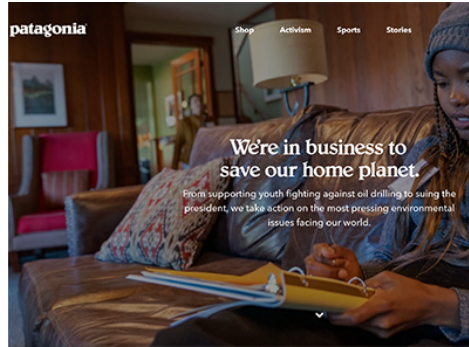 patagonia
Shop Activism Sports Stories
We're in business to
save our home planet.
From supporting youth fighting against oil drilling to suing the
president, we take action on the most pressing environmental
issues facing our world.